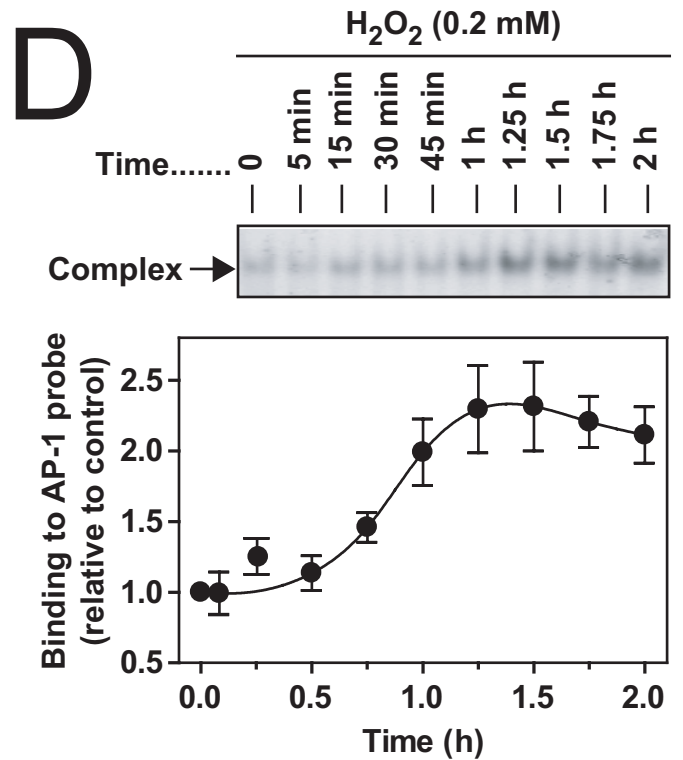 D
H₂O₂ (0.2 mM)
Time....... 0 5 min 15 min 30 min 45 min 1 h 1.25 h 1.5 h 1.75 h 2 h
Complex
Binding to AP-1 probe
(relative to control)
2.5
2.0
1.5
1.0
0.5
0.0 0.5 1.0 1.5 2.0
Time (h)